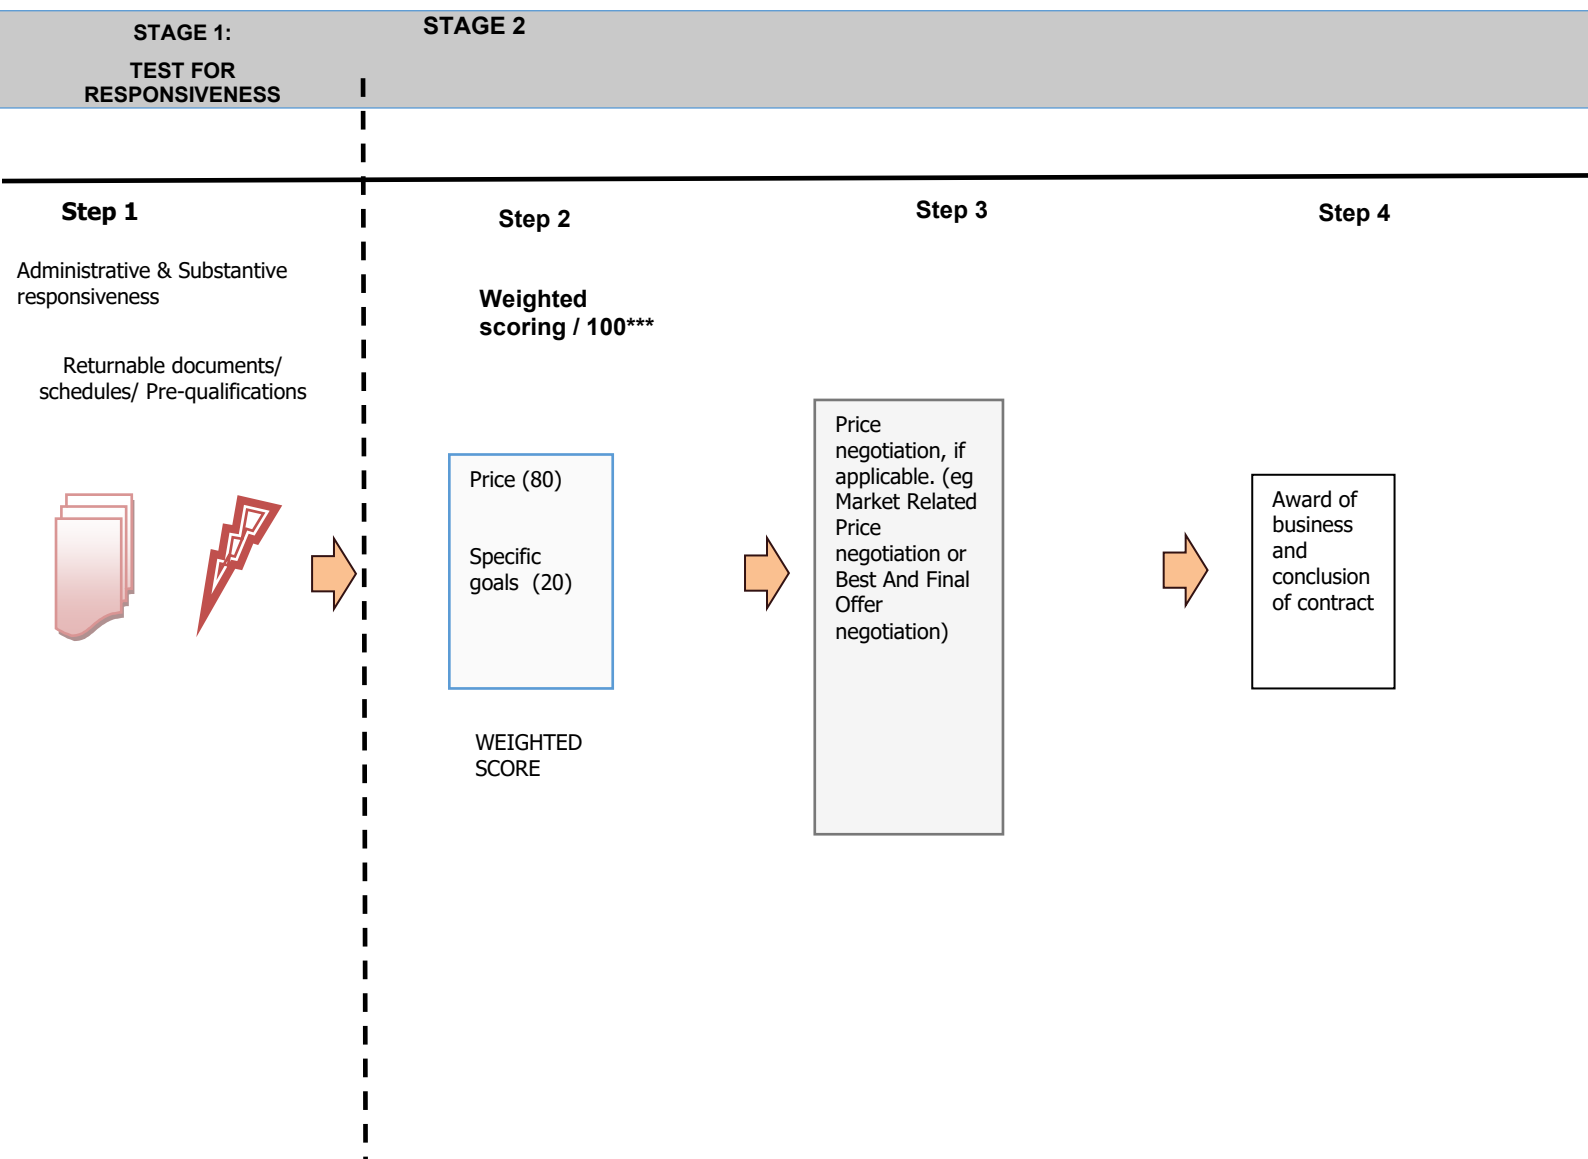 STAGE 1:
TEST FOR
RESPONSIVENESS
STAGE 2
Step 1
Administrative & Substantive
responsiveness
Returnable documents/
schedules/ Pre-qualifications
Step 2
Weighted
scoring / 100***
Price (80)
Specific
goals  (20)
WEIGHTED
SCORE
Step 3
Price
negotiation, if
applicable. (eg
Market Related
Price
negotiation or
Best And Final
Offer
negotiation)
Step 4
Award of
business
and
conclusion
of contract